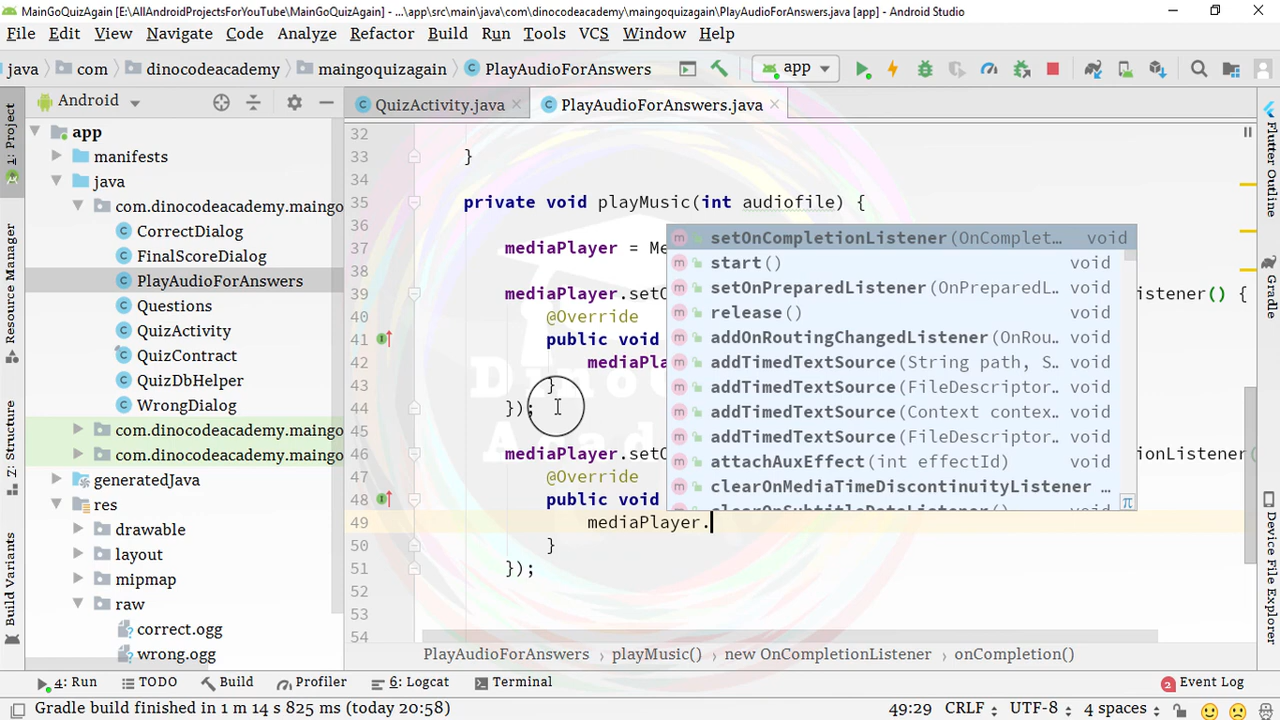 MainGoQuizAgain [E:\AllAndroidProjectsForYouTube\MainGoQuizAgain] - ...\app\src\main\java\com\dinocodeacademy\maingoquizagain\PlayAudioForAnswers.java [app] - Android Studio
File Edit View Navigate Code Analyze Refactor Build Run Tools VCS Window Help
java com dinocodeacademy maingoquizagain PlayAudioForAnswers app
Android QuizActivity.java PlayAudioForAnswers.java
1: Project
Resource Manager
Z: Structure
Build Variants
app
manifests
java
com.dinocodeacademy.maingo
CorrectDialog
FinalScoreDialog
PlayAudioForAnswers
Questions
QuizActivity
QuizContract
QuizDbHelper
WrongDialog
com.dinocodeacademy.maingo
com.dinocodeacademy.maingo
generatedJava
res
drawable
layout
mipmap
raw
correct.ogg
wrong.ogg
32
33 }
34
35 private void playMusic(int audiofile) {
36
37 mediaPlayer = Me
38
39 mediaPlayer.setO istener() {
40 @Override
41 public void
42 mediaPla
43 }
44 });
45
46 mediaPlayer.setO ionListener(
47 @Override
48 public void
49 mediaPlayer.
50 }
51 });
52
53
54
setOnCompletionListener(OnComplet… void
start() void
setOnPreparedListener(OnPreparedL… void
release() void
addOnRoutingChangedListener(OnRou… void
addTimedTextSource(String path, S… void
addTimedTextSource(FileDescriptor… void
addTimedTextSource(Context contex… void
addTimedTextSource(FileDescriptor… void
attachAuxEffect(int effectId) void
clearOnMediaTimeDiscontinuityListener …
clearOnSubtitleDataListener() void
π
Flutter Outline
Gradle
Device File Explorer
PlayAudioForAnswers playMusic() new OnCompletionListener onCompletion()
4: Run TODO Build Profiler 6: Logcat Terminal 2 Event Log
Gradle build finished in 1 m 14 s 825 ms (today 20:58) 49:29 CRLF UTF-8 4 spaces